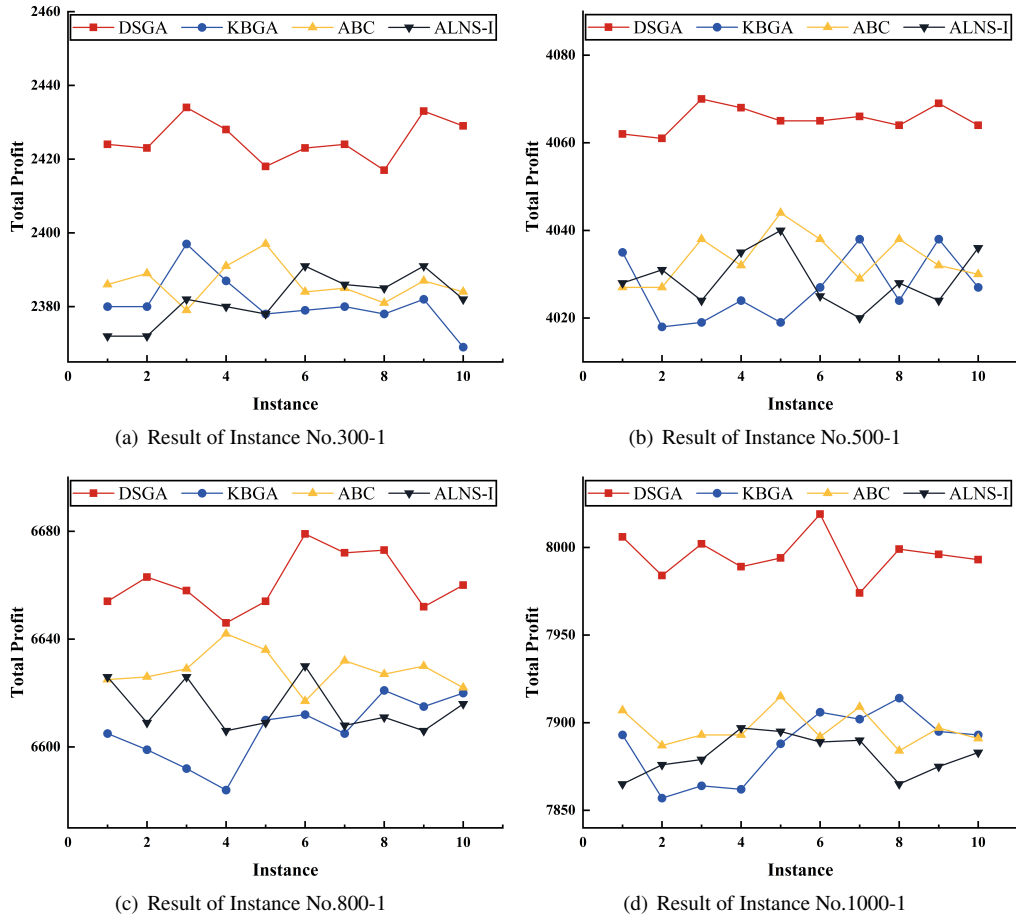 2460
DSGA KBGA ABC ALNS-I
2440
2420
2400
2380
Total Profit
0 2 4 6 8 10
Instance
(a) Result of Instance No.300-1
4080
DSGA KBGA ABC ALNS-I
4060
4040
4020
Total Profit
0 2 4 6 8 10
Instance
(b) Result of Instance No.500-1
DSGA KBGA ABC ALNS-I
6680
6640
6600
Total Profit
0 2 4 6 8 10
Instance
(c) Result of Instance No.800-1
DSGA KBGA ABC ALNS-I
8000
7950
7900
7850
Total Profit
0 2 4 6 8 10
Instance
(d) Result of Instance No.1000-1